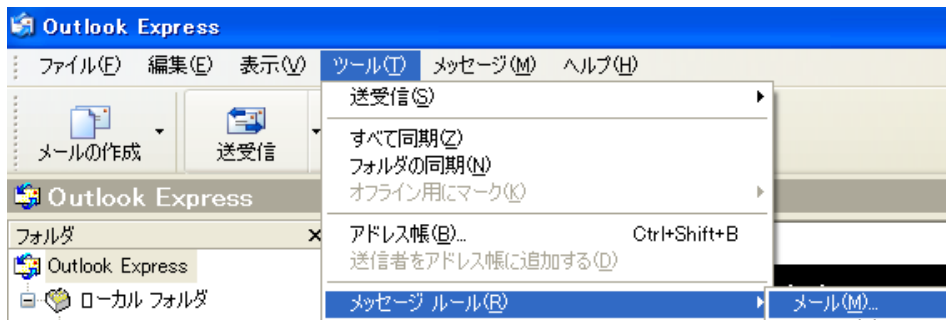 Outlook Express
ファイル(F) 編集(E) 表示(V) ツール(T) メッセージ(M) ヘルプ(H)
送受信(S)
メールの作成 送受信
すべて同期(Z)
フォルダの同期(N)
オフライン用にマーク(K)
Outlook Express
フォルダ
アドレス帳(B)... Ctrl+Shift+B
送信者をアドレス帳に追加する(D)
Outlook Express
ローカル フォルダ
メッセージ ルール(R) メール(M)...